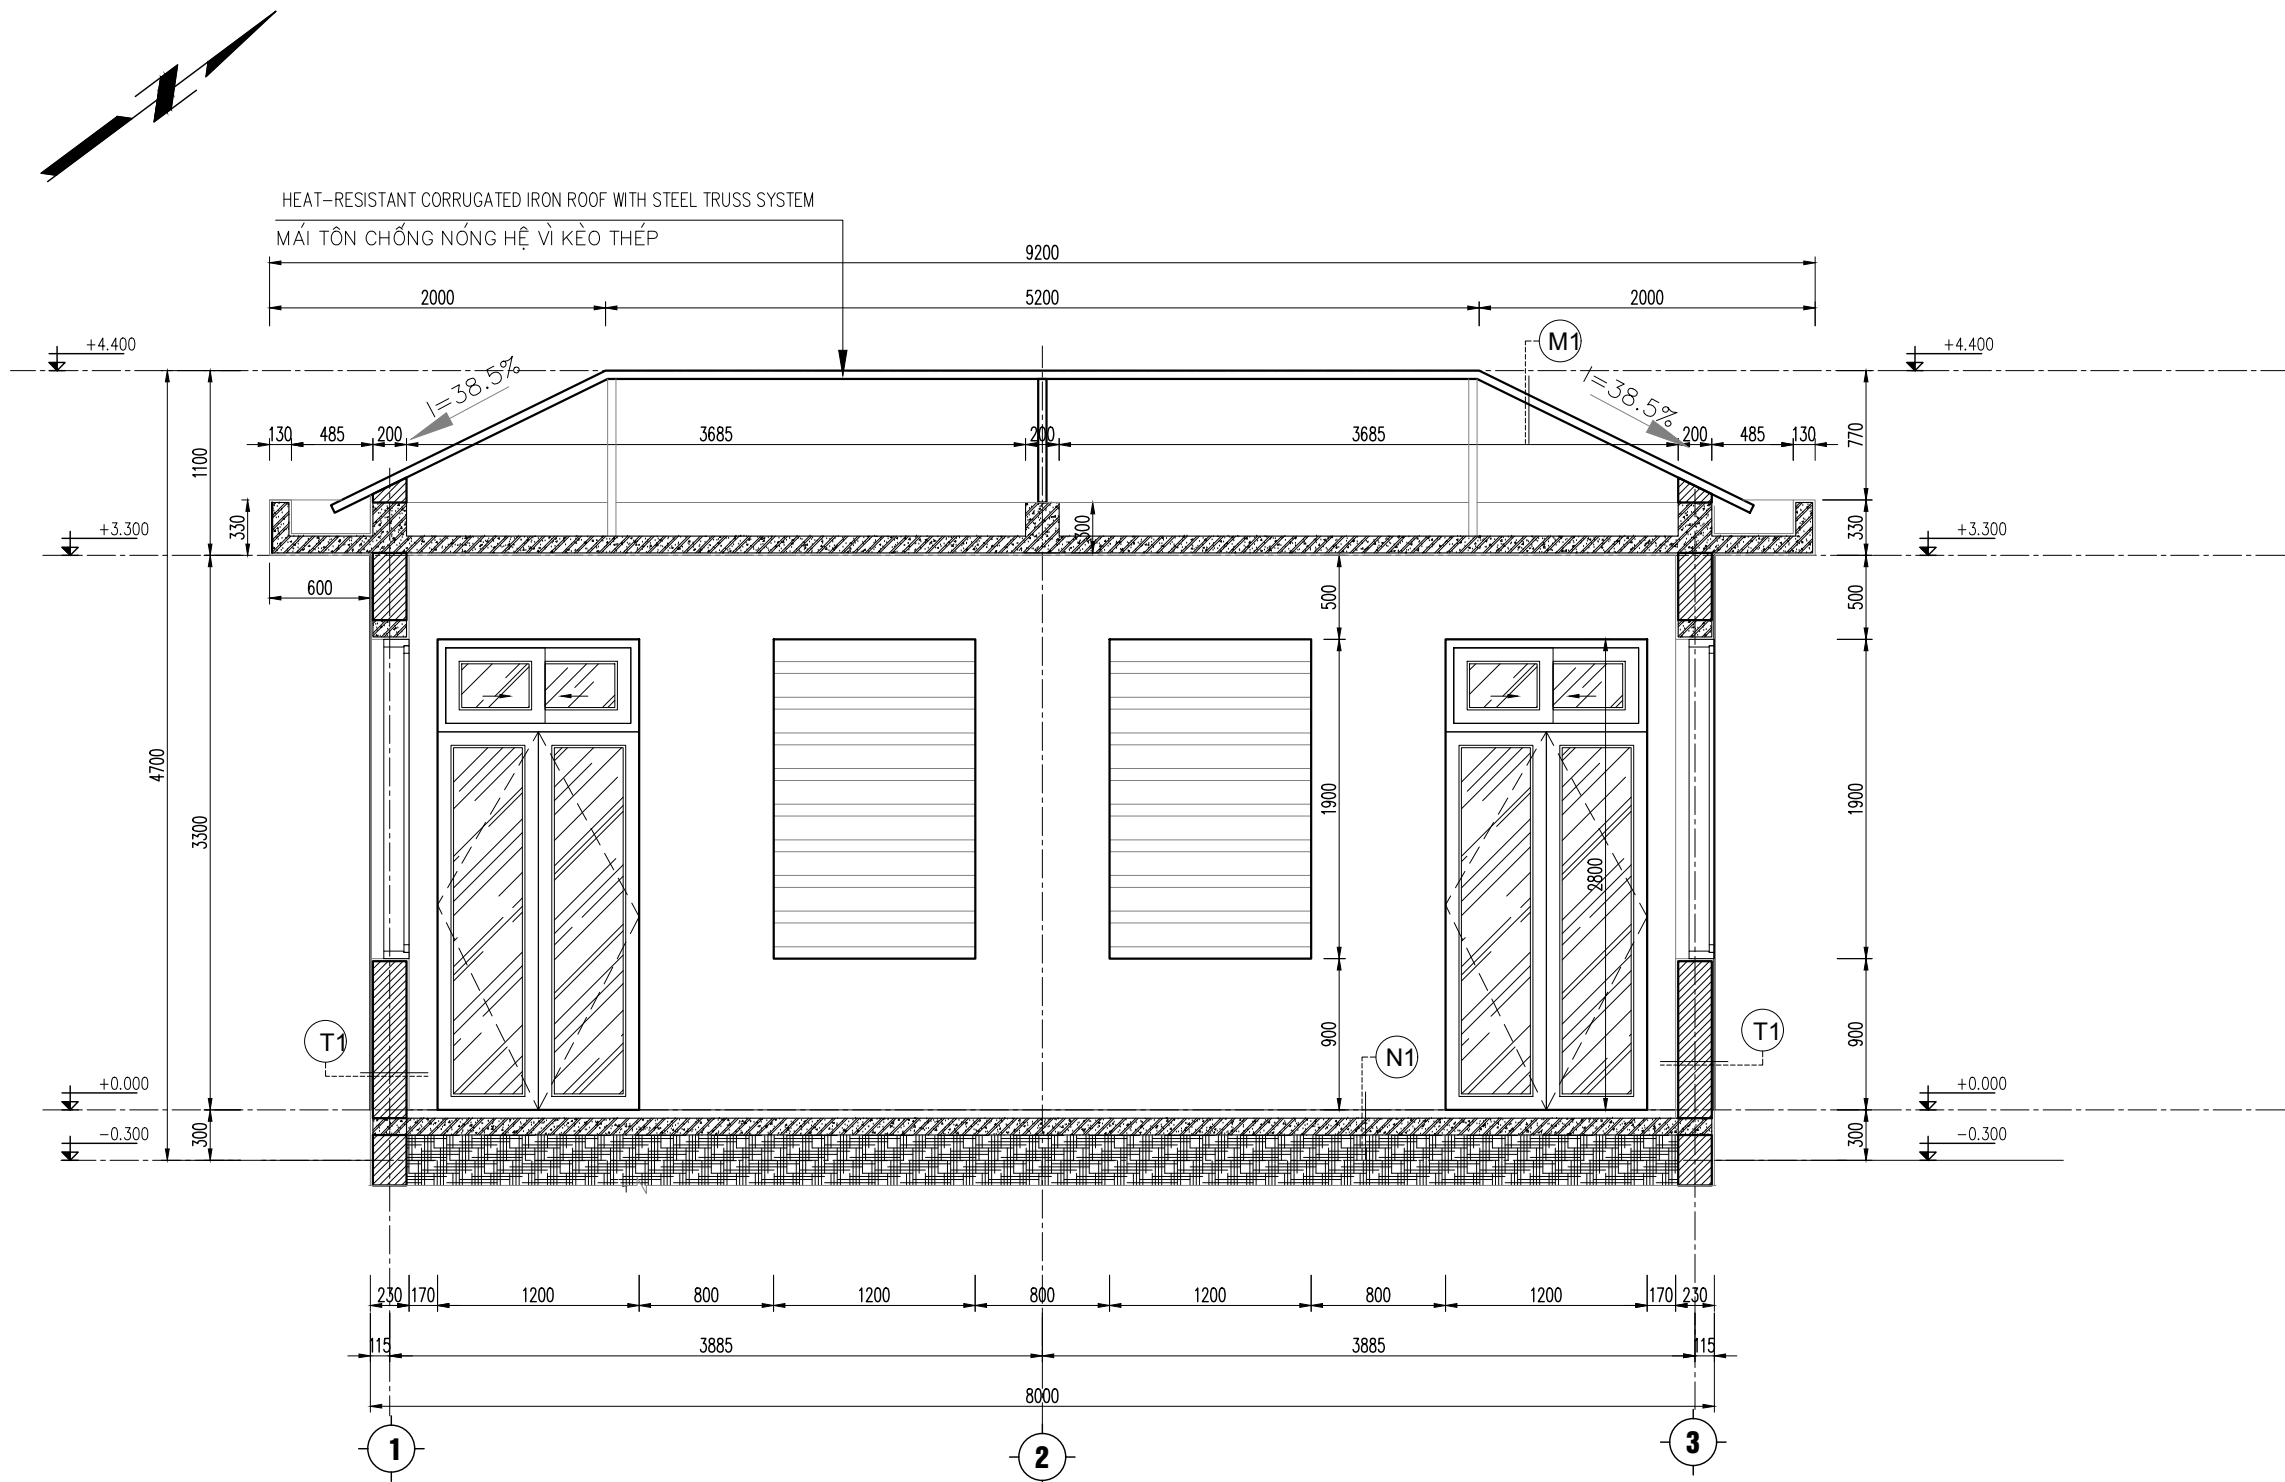 HEAT-RESISTANT CORRUGATED IRON ROOF WITH STEEL TRUSS SYSTEM
MÁI TÔN CHỐNG NÓNG HỆ VÌ KÈO THÉP
9200
2000 5200 2000
+4.400 +4.400
M1
I=38.5% I=38.5%
130 485 200 3685 200 3685 200 485 130
1100 770
330 300 330
+3.300 +3.300
600 500 500
4700 3300 1900 2800 1900
900 900
T1 N1 T1
+0.000 +0.000
-0.300 300 300 -0.300
230 170 1200 800 1200 800 1200 800 1200 170 230
115 3885 3885 115
8000
1 2 3